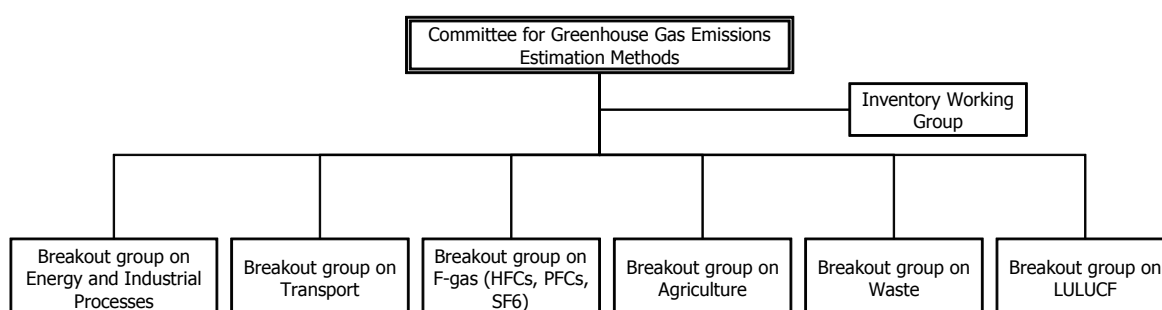 Committee for Greenhouse Gas Emissions
Estimation Methods
Inventory Working
Group
Breakout group on
Energy and Industrial
Processes
Breakout group on
Transport
Breakout group on
F-gas (HFCs, PFCs,
SF6)
Breakout group on
Agriculture
Breakout group on
Waste
Breakout group on
LULUCF